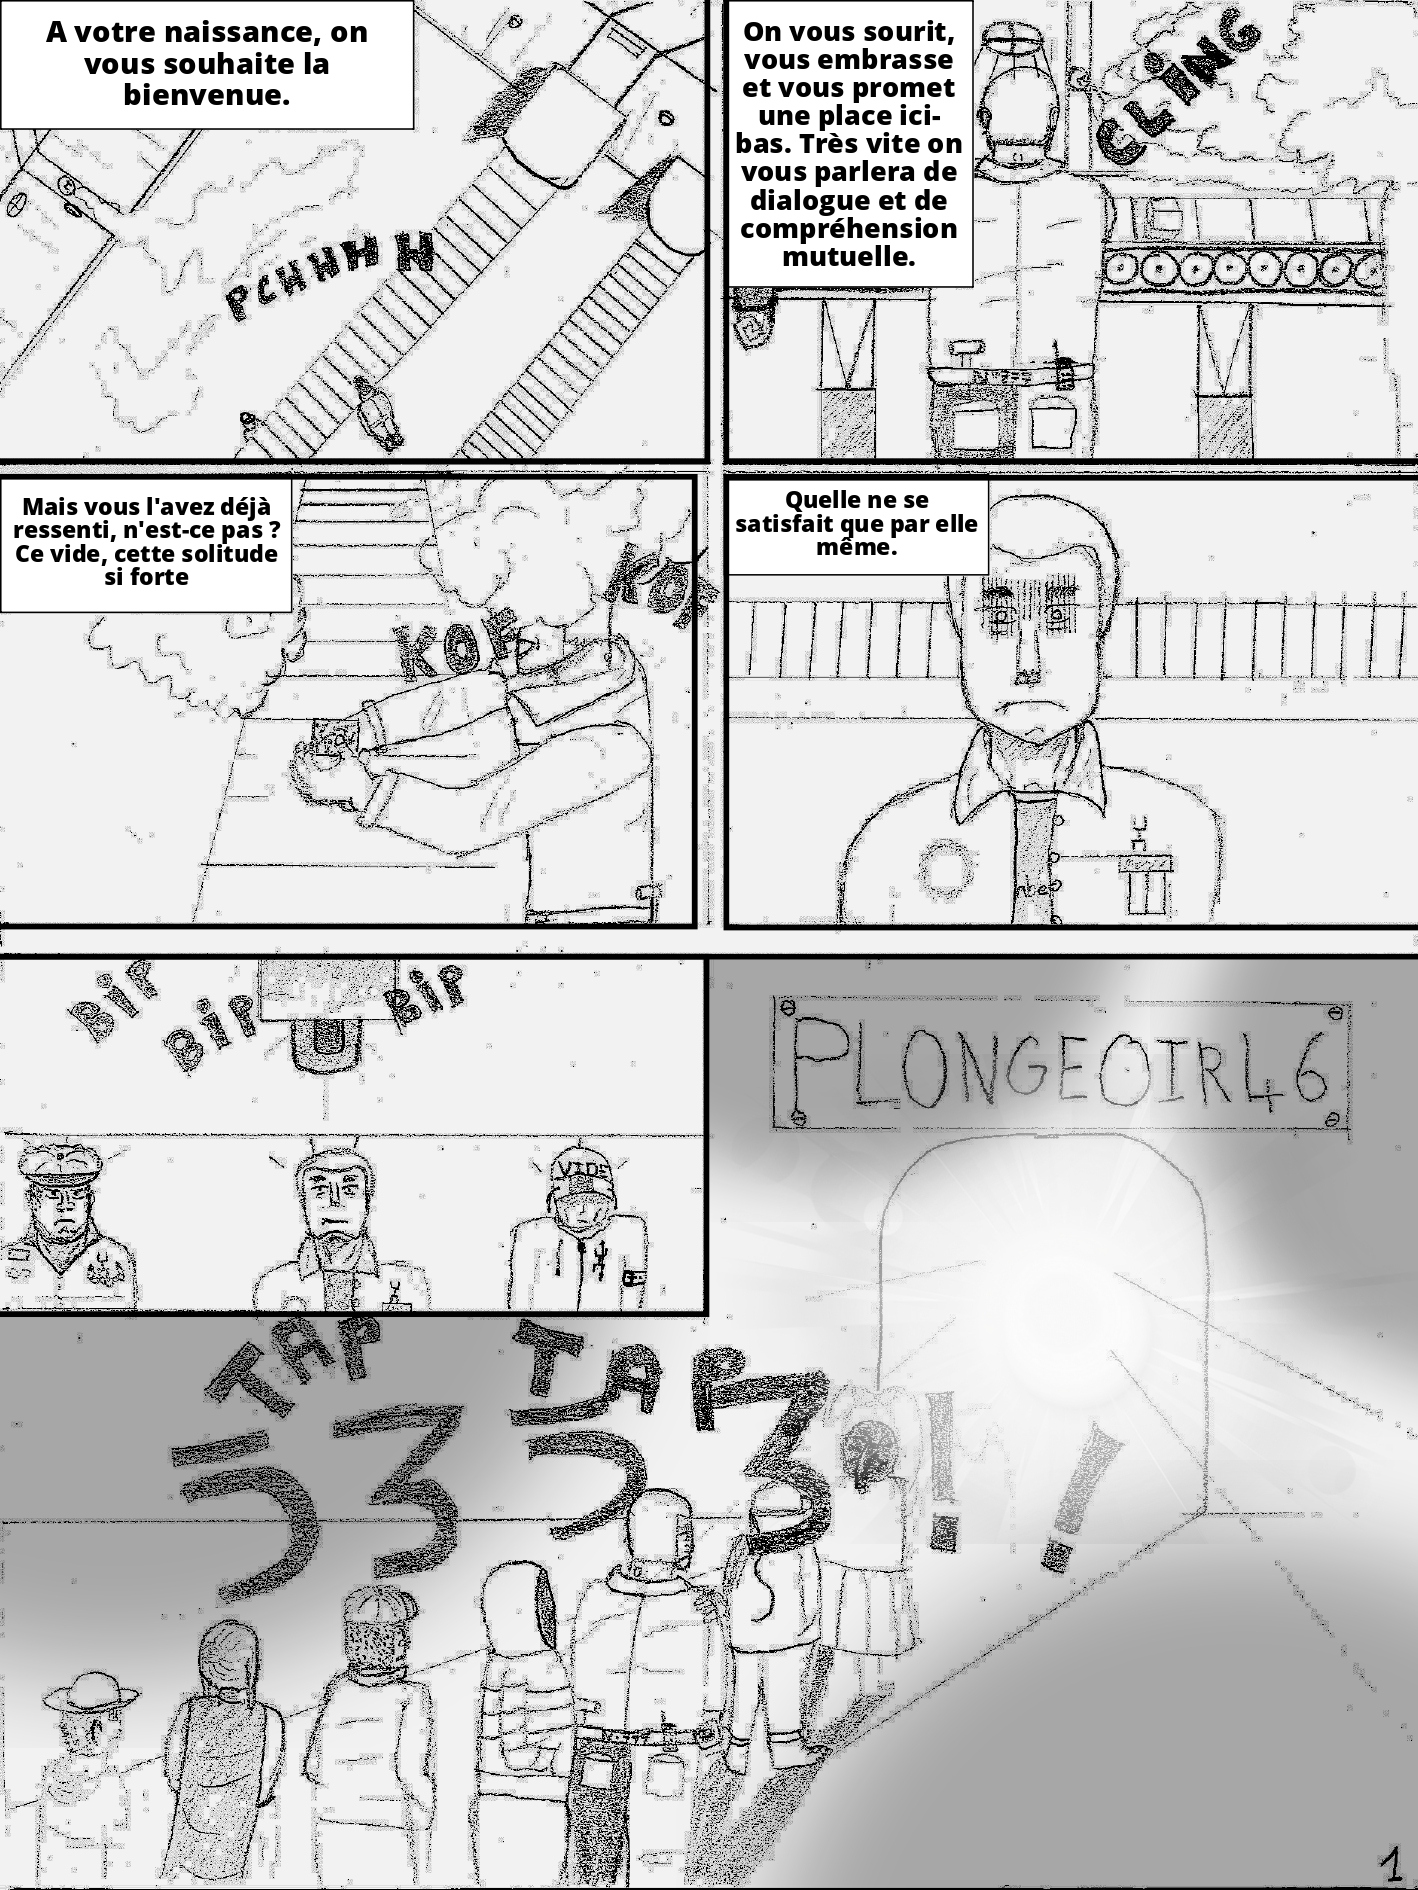 A votre naissance, on
vous souhaite la
bienvenue.
PCHHHH
On vous sourit,
vous embrasse
et vous promet
une place ici-
bas. Très vite on
vous parlera de
dialogue et de
compréhension
mutuelle.
CLING
N°777
Mais vous l'avez déjà
ressenti, n'est-ce pas ?
Ce vide, cette solitude
si forte
KOF
KOF
Quelle ne se
satisfait que par elle
même.
BIP
BIP
BIP
VIDE
PLONGEOIR46
TAP TAP
!!
1